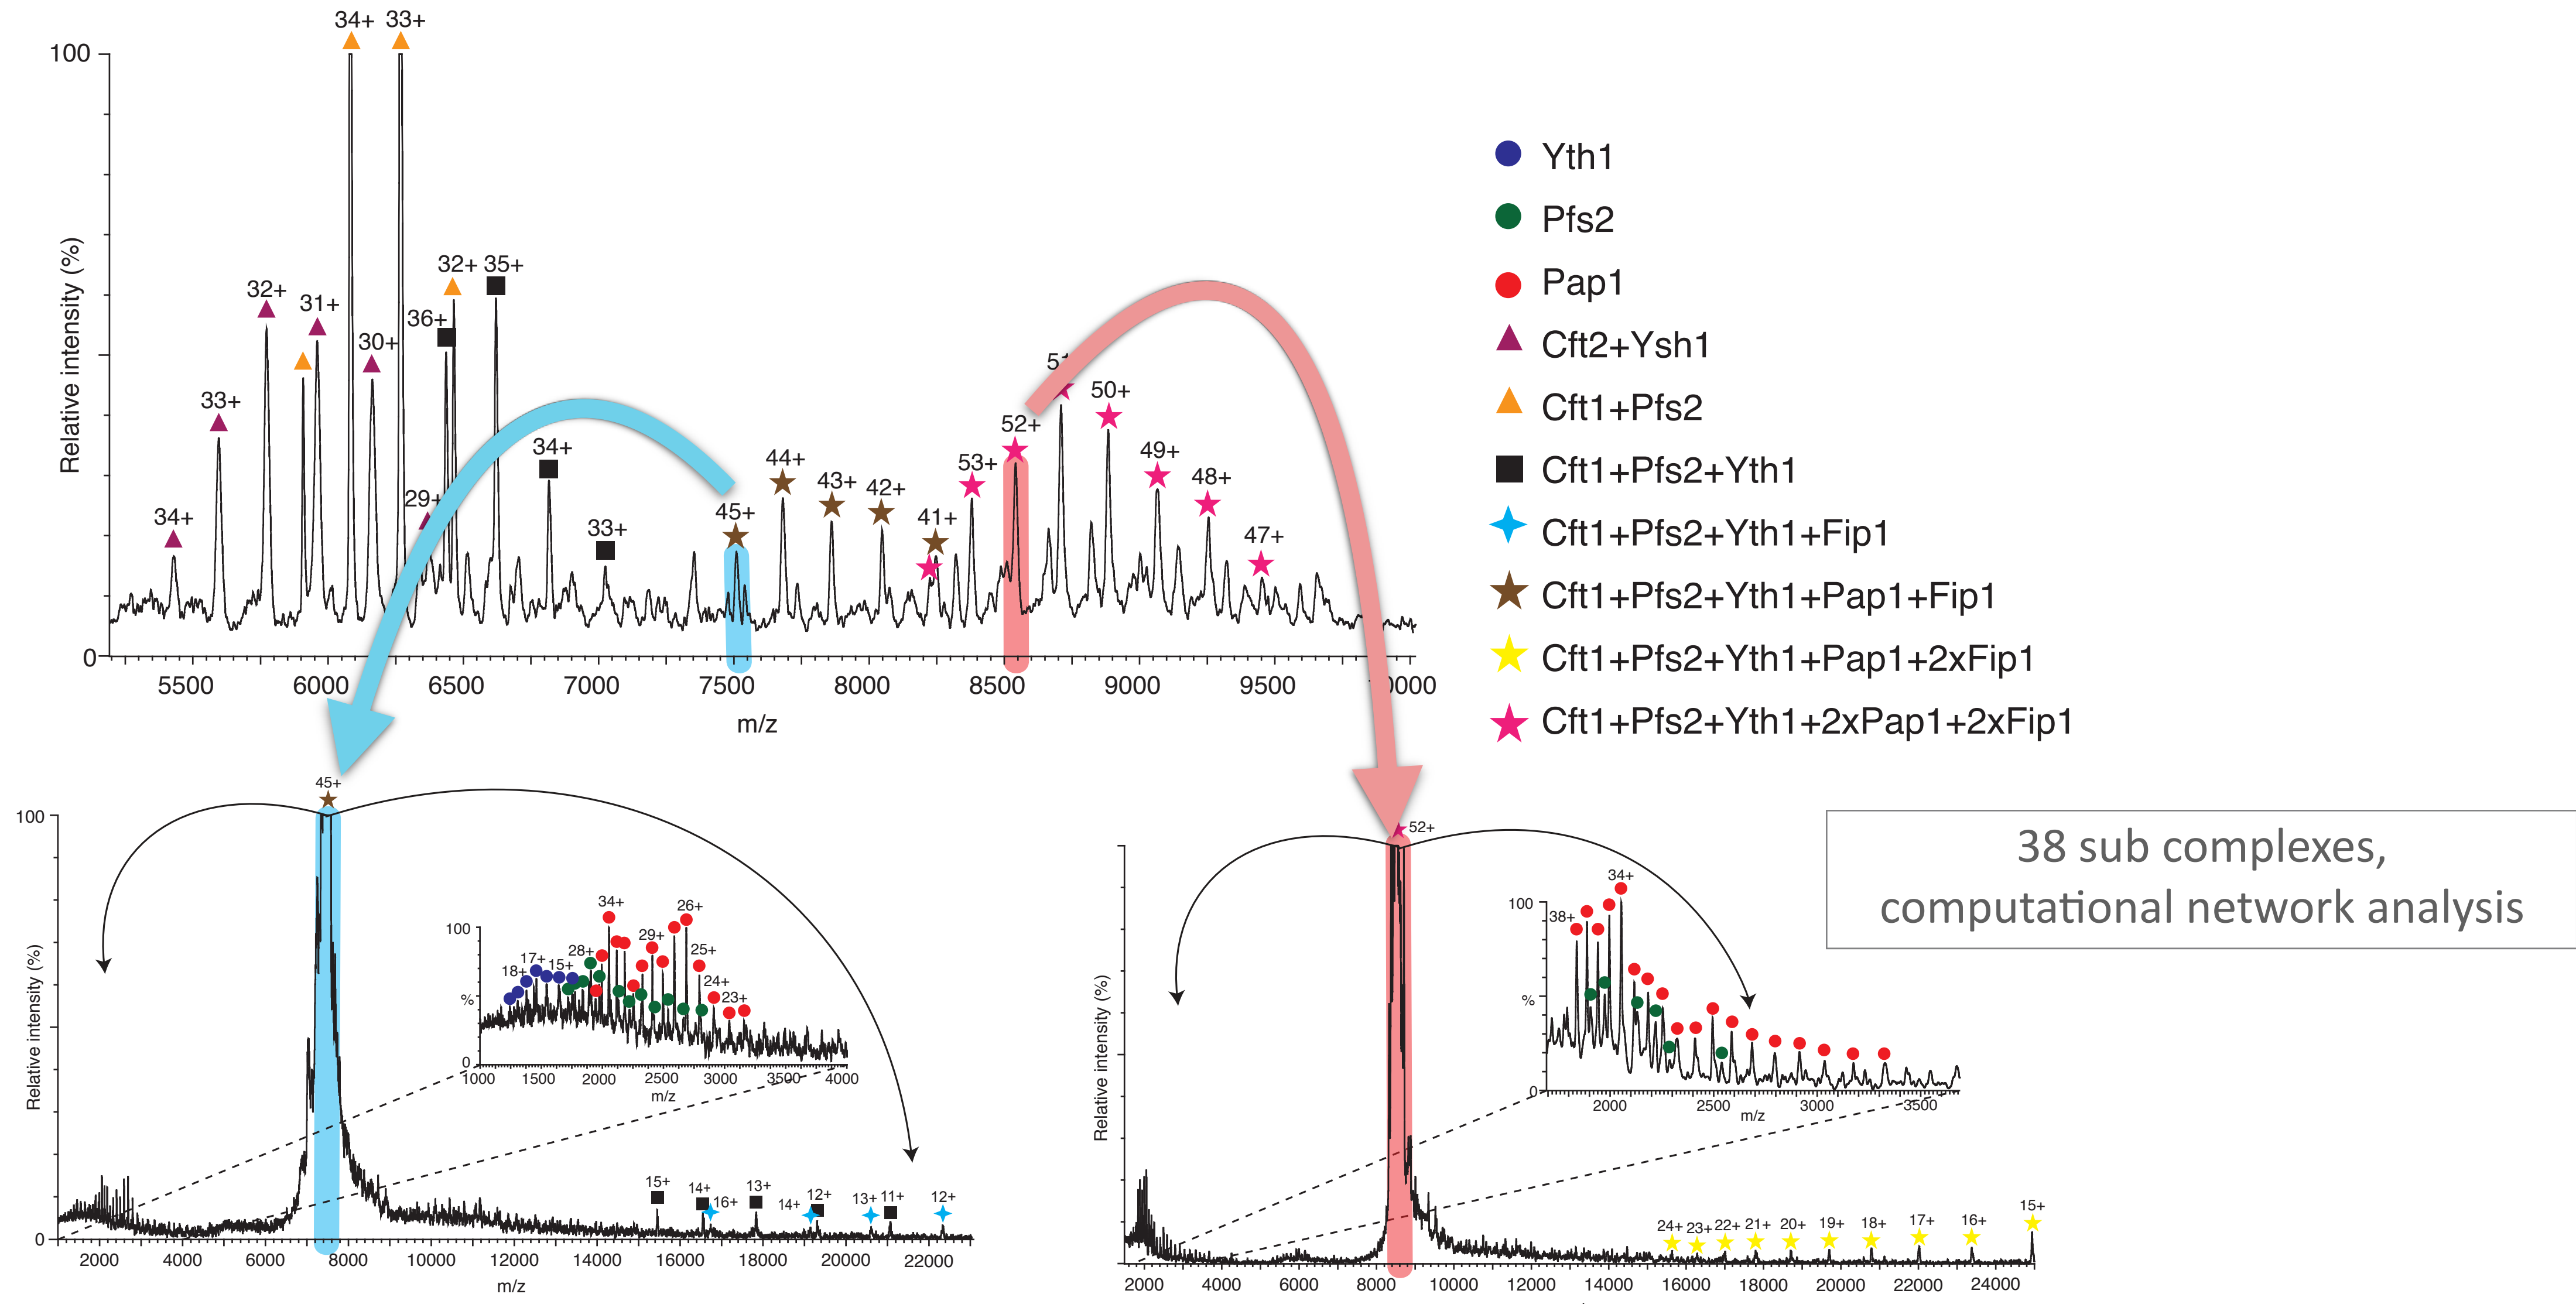 34+ 33+
100
32+ 35+
32+
31+
36+
30+
33+
51
50+
52+
34+
49+
44+
53+
48+
43+
42+
29+
45+
34+
41+
33+
47+
Relative intensity (%)
0
5500 6000 6500 7000 7500 8000 8500 9000 9500 0000
m/z
Yth1
Pfs2
Pap1
Cft2+Ysh1
Cft1+Pfs2
Cft1+Pfs2+Yth1
Cft1+Pfs2+Yth1+Fip1
Cft1+Pfs2+Yth1+Pap1+Fip1
Cft1+Pfs2+Yth1+Pap1+2xFip1
Cft1+Pfs2+Yth1+2xPap1+2xFip1
45+
100
Relative intensity (%)
0
2000 4000 6000 8000 10000 12000 14000 16000 18000 20000 22000
m/z
15+ 14+ 16+ 13+ 14+ 12+ 13+ 11+ 12+
100
%
0
34+ 26+
29+
28+ 25+
17+
18+ 15+
24+
23+
1000 1500 2000 2500 3000 3500 4000
m/z
52+
Relative intensity (%)
2000 4000 6000 8000 10000 12000 14000 16000 18000 20000 22000 24000
24+ 23+ 22+ 21+ 20+ 19+ 18+ 17+ 16+ 15+
34+
100
38+
%
0
2000 2500 3000 3500
m/z
38 sub complexes,
computational network analysis